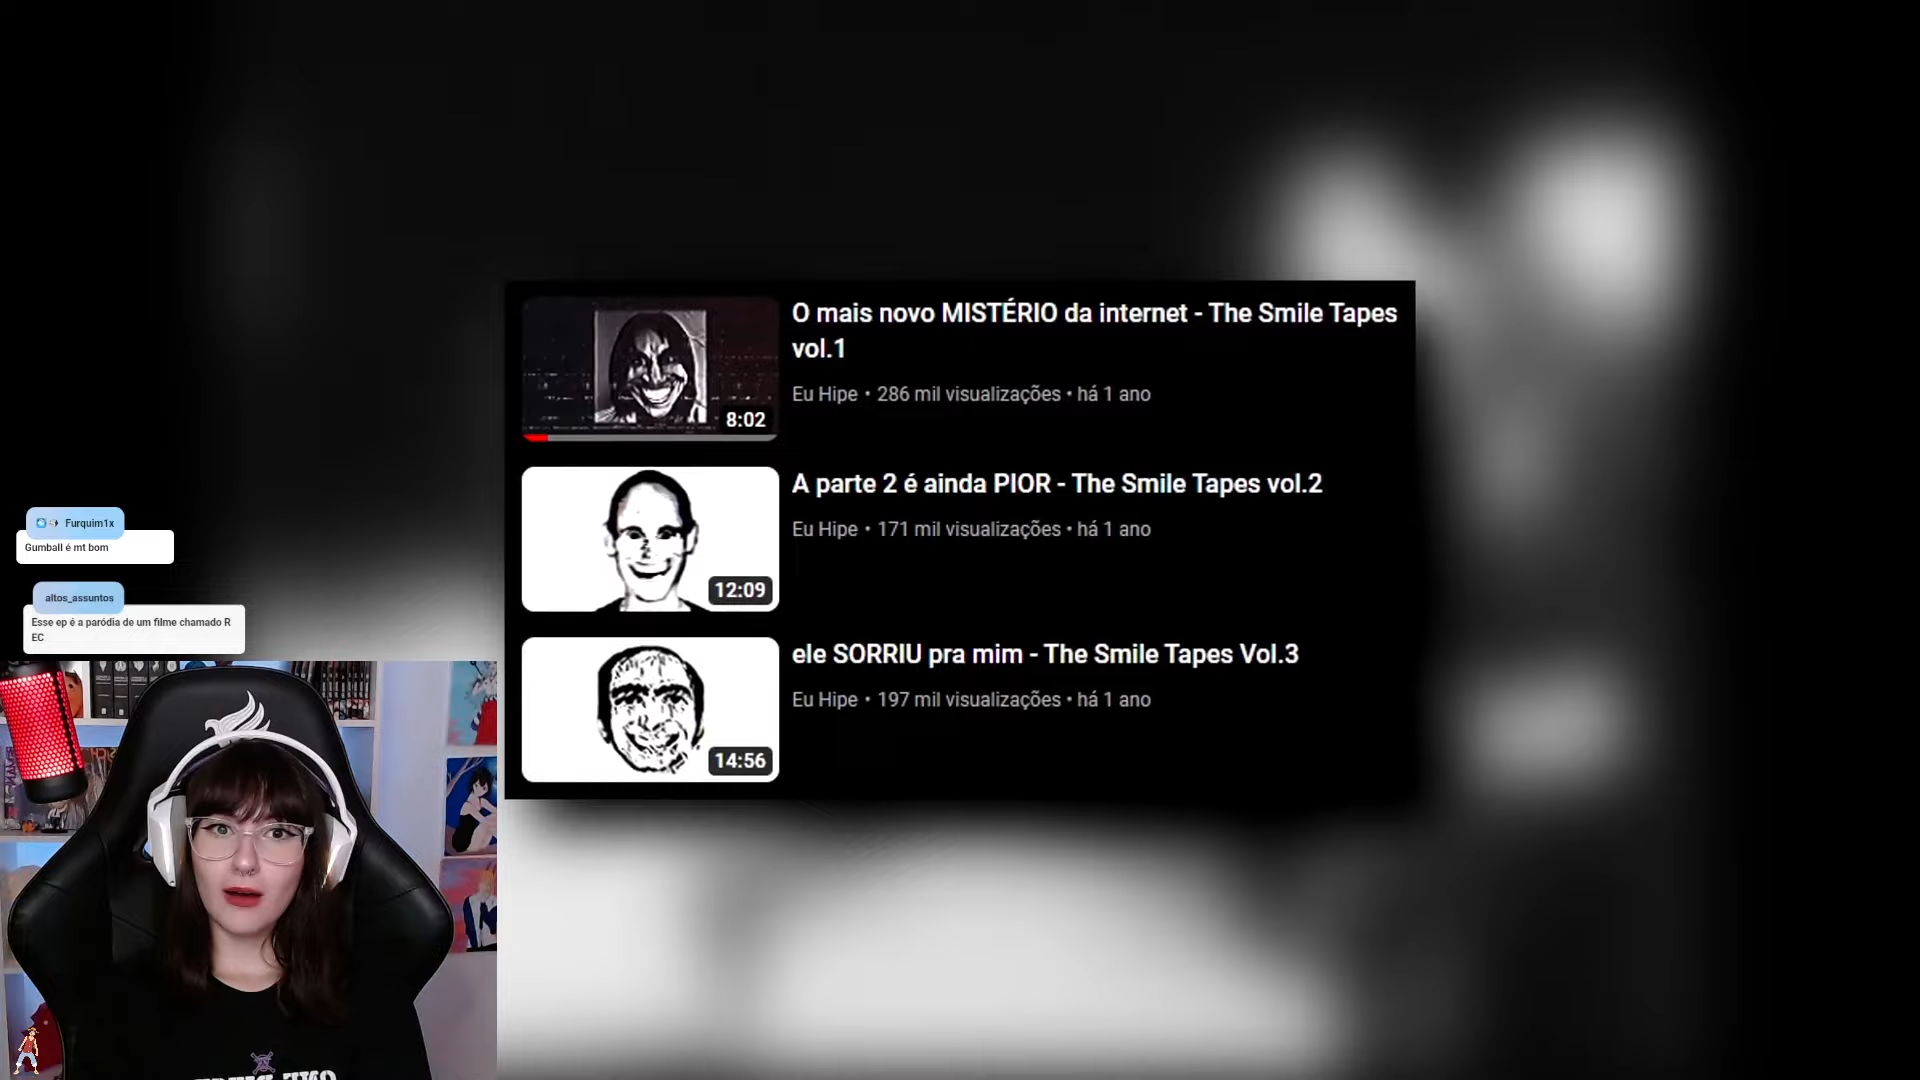 O mais novo MISTÉRIO da internet - The Smile Tapes
vol.1
Eu Hipe • 286 mil visualizações • há 1 ano
8:02
A parte 2 é ainda PIOR - The Smile Tapes vol.2
Eu Hipe • 171 mil visualizações • há 1 ano
12:09
ele SORRIU pra mim - The Smile Tapes Vol.3
Eu Hipe • 197 mil visualizações • há 1 ano
14:56
Furquim1x
Gumball é mt bom
altos_assuntos
Esse ep é a paródia de um filme chamado R
EC